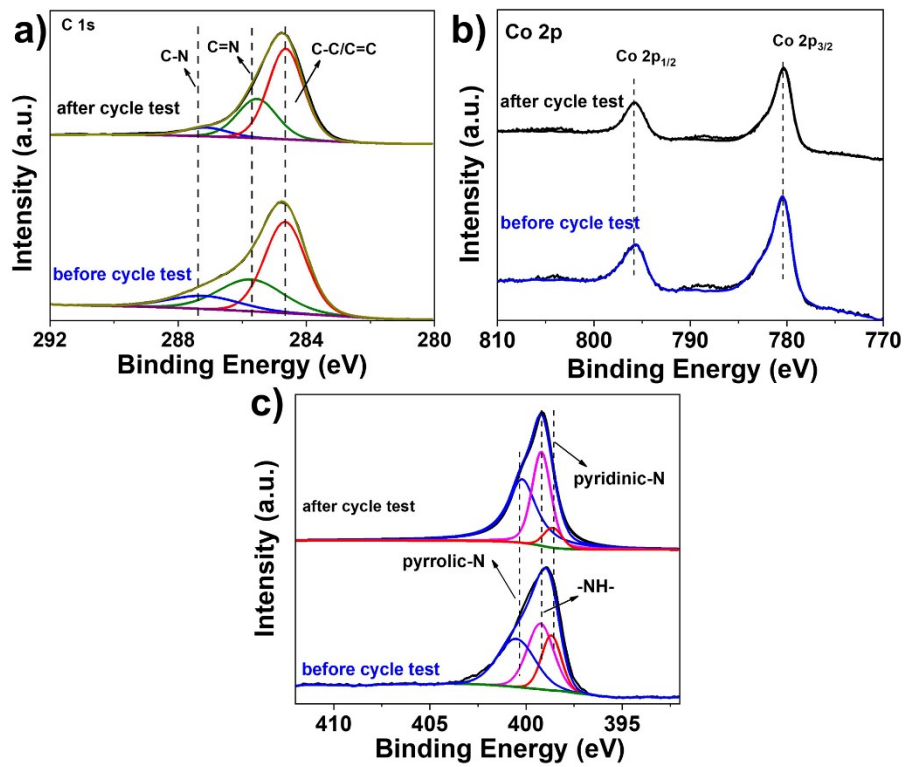 a)
C 1s
C-N
C=N
C-C/C=C
after cycle test
before cycle test
Intensity (a.u.)
292
288
284
280
Binding Energy (eV)
b)
Co 2p
Co 2p1/2
Co 2p3/2
after cycle test
before cycle test
Intensity (a.u.)
810
800
790
780
770
Binding Energy (eV)
c)
pyridinic-N
after cycle test
pyrrolic-N
-NH-
before cycle test
Intensity (a.u.)
410
405
400
395
Binding Energy (eV)